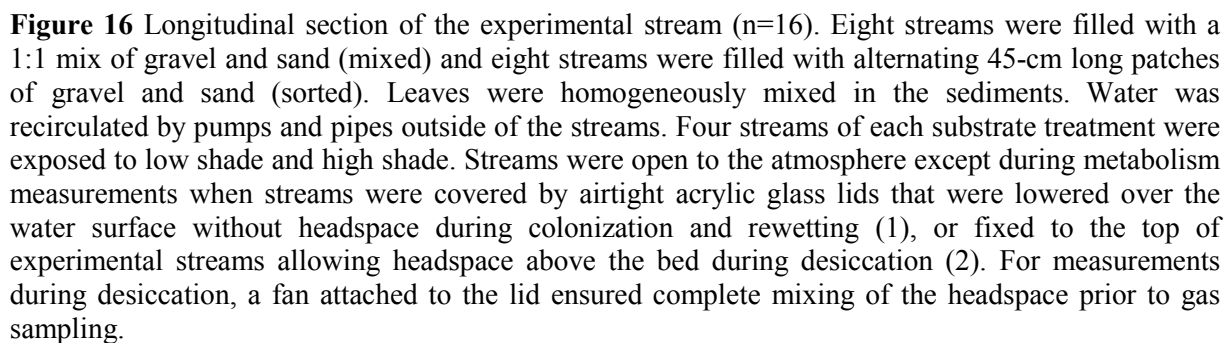 Figure 16 Longitudinal section of the experimental stream (n=16). Eight streams were filled with a
1:1 mix of gravel and sand (mixed) and eight streams were filled with alternating 45-cm long patches
of gravel and sand (sorted). Leaves were homogeneously mixed in the sediments. Water was
recirculated by pumps and pipes outside of the streams. Four streams of each substrate treatment were
exposed to low shade and high shade. Streams were open to the atmosphere except during metabolism
measurements when streams were covered by airtight acrylic glass lids that were lowered over the
water surface without headspace during colonization and rewetting (1), or fixed to the top of
experimental streams allowing headspace above the bed during desiccation (2). For measurements
during desiccation, a fan attached to the lid ensured complete mixing of the headspace prior to gas
sampling.